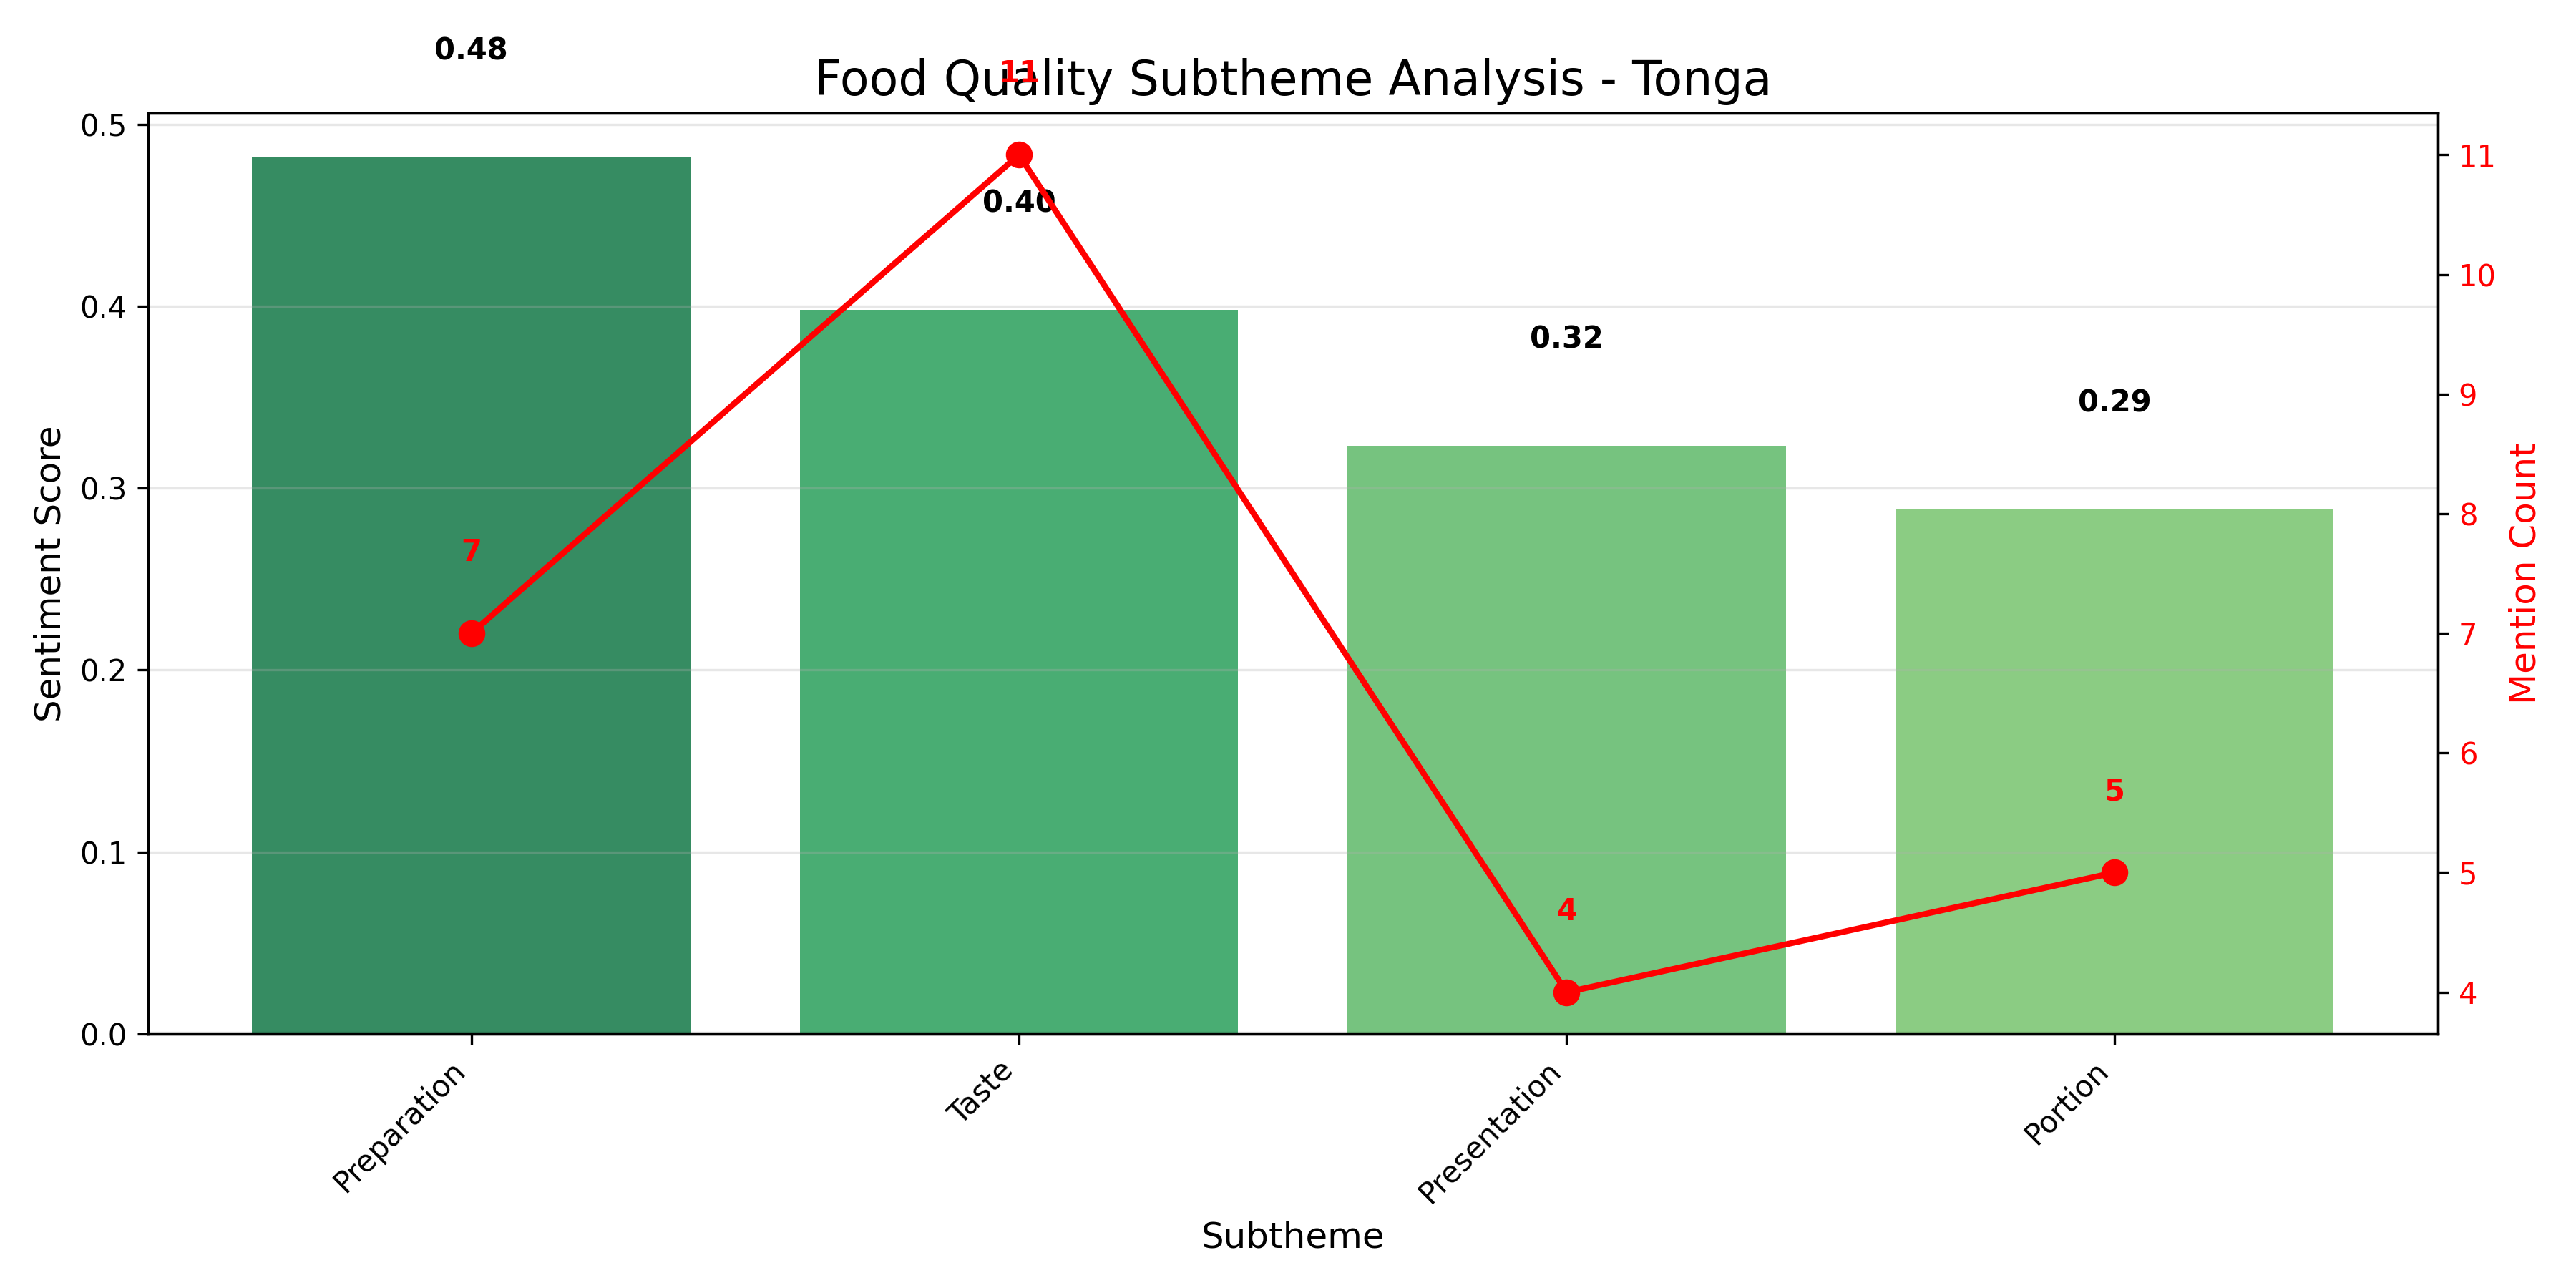 0.48
11
Food Quality Subtheme Analysis - Tonga
0.5
0.4
0.3
0.2
0.1
0.0
Sentiment Score
0.40
0.32
0.29
7
4
5
11
10
9
8
7
6
5
4
Mention Count
Preparation
Taste
Presentation
Portion
Subtheme